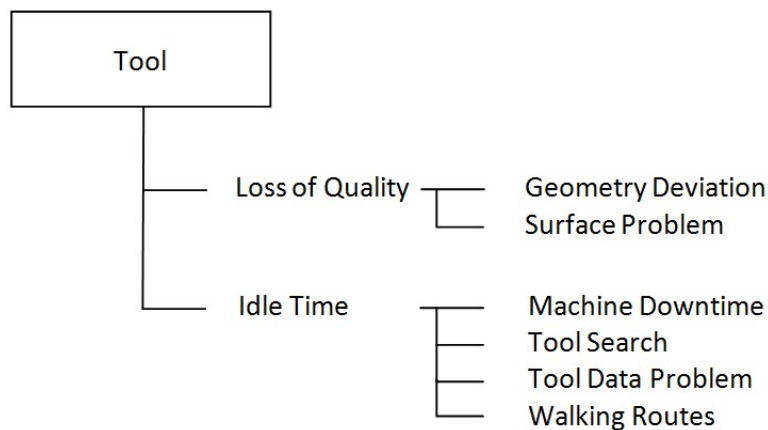 Tool
Loss of Quality
Geometry Deviation
Surface Problem
Idle Time
Machine Downtime
Tool Search
Tool Data Problem
Walking Routes